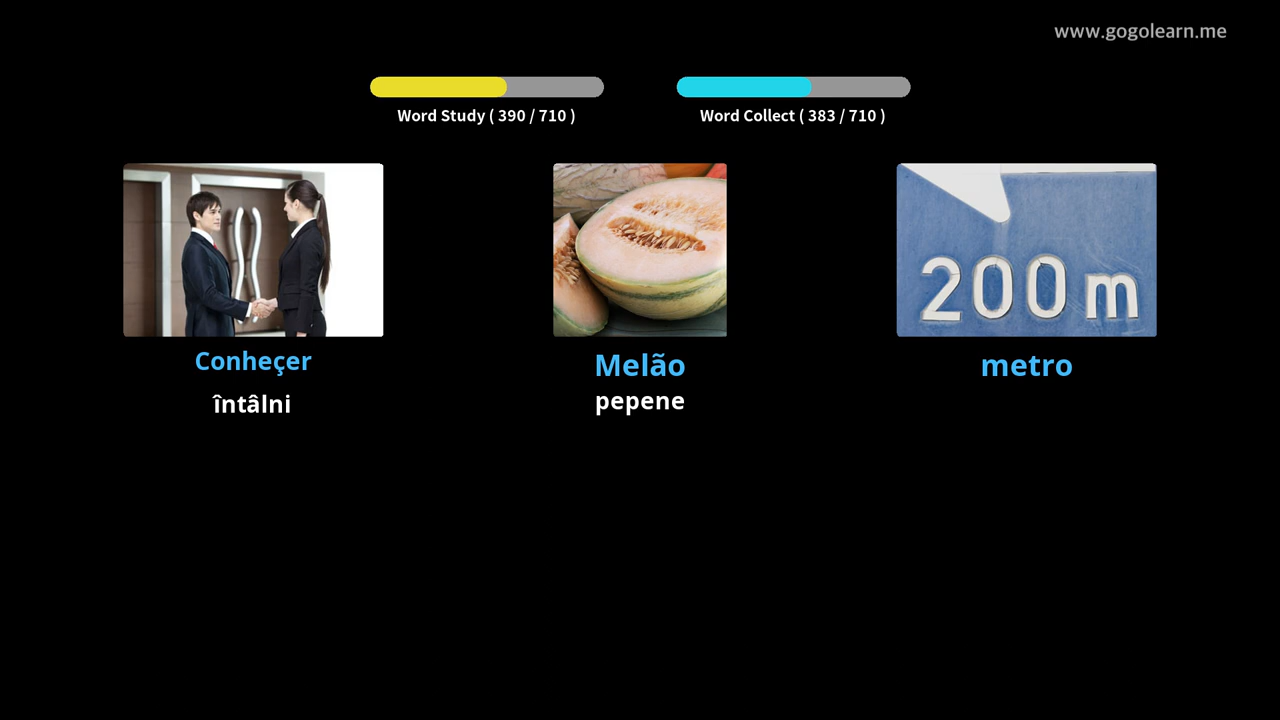 www.gogolearn.me
Word Study ( 390 / 710 )
Word Collect ( 383 / 710 )
200m
Conheçer
Melão
metro
întâlni
pepene